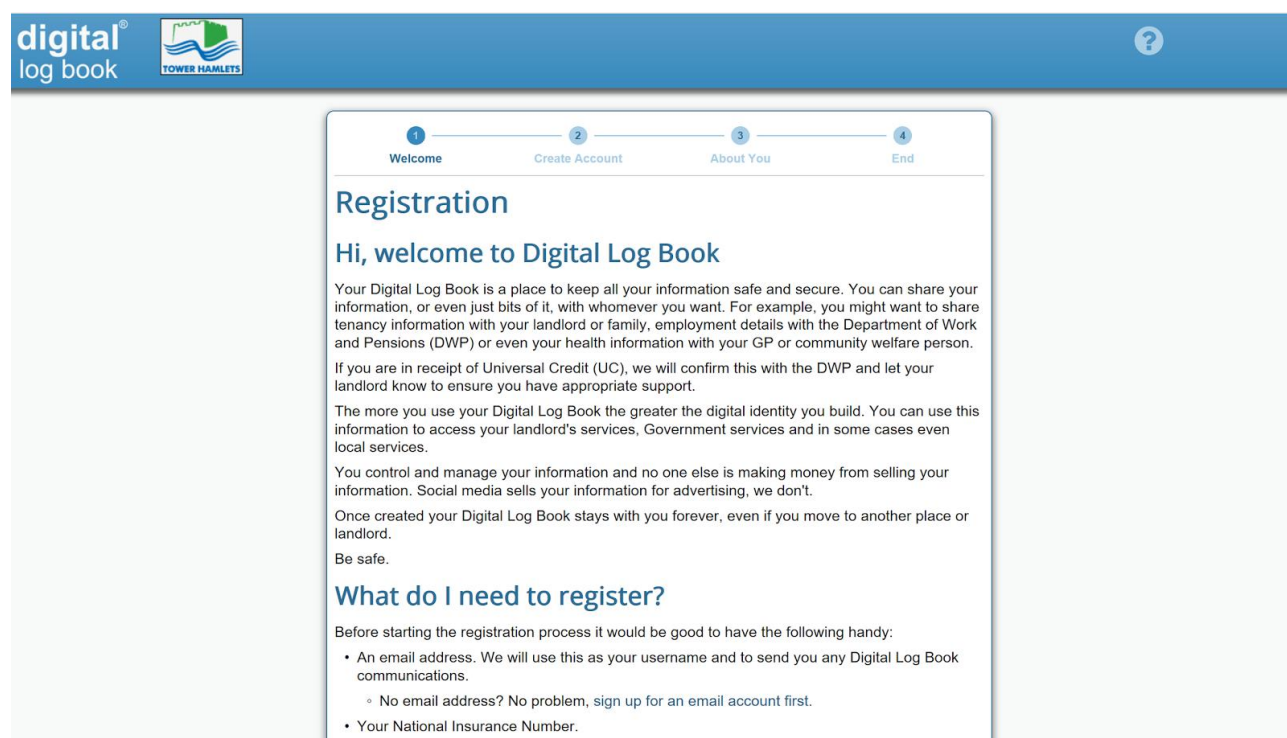 digital®
log book
TOWER HAMLETS
?
1 2 3 4
Welcome Create Account About You End
Registration
Hi, welcome to Digital Log Book
Your Digital Log Book is a place to keep all your information safe and secure. You can share your
information, or even just bits of it, with whomever you want. For example, you might want to share
tenancy information with your landlord or family, employment details with the Department of Work
and Pensions (DWP) or even your health information with your GP or community welfare person.
If you are in receipt of Universal Credit (UC), we will confirm this with the DWP and let your
landlord know to ensure you have appropriate support.
The more you use your Digital Log Book the greater the digital identity you build. You can use this
information to access your landlord's services, Government services and in some cases even
local services.
You control and manage your information and no one else is making money from selling your
information. Social media sells your information for advertising, we don't.
Once created your Digital Log Book stays with you forever, even if you move to another place or
landlord.
Be safe.
What do I need to register?
Before starting the registration process it would be good to have the following handy:
• An email address. We will use this as your username and to send you any Digital Log Book
communications.
◦ No email address? No problem, sign up for an email account first.
• Your National Insurance Number.